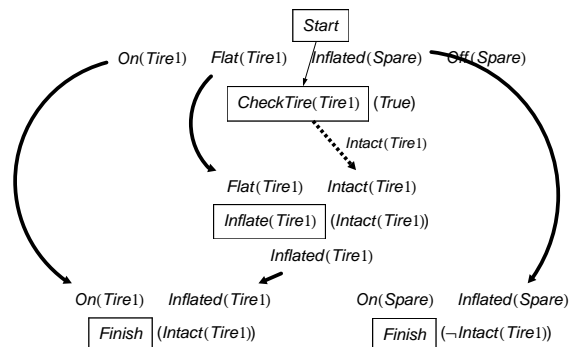 Start
On(Tire1) Flat(Tire1) Inflated(Spare) Off(Spare)
CheckTire(Tire1) (True)
Intact(Tire1)
Flat(Tire1) Intact(Tire1)
Inflate(Tire1) (Intact(Tire1))
Inflated(Tire1)
On(Tire1) Inflated(Tire1) On(Spare) Inflated(Spare)
Finish (Intact(Tire1)) Finish (¬Intact(Tire1))